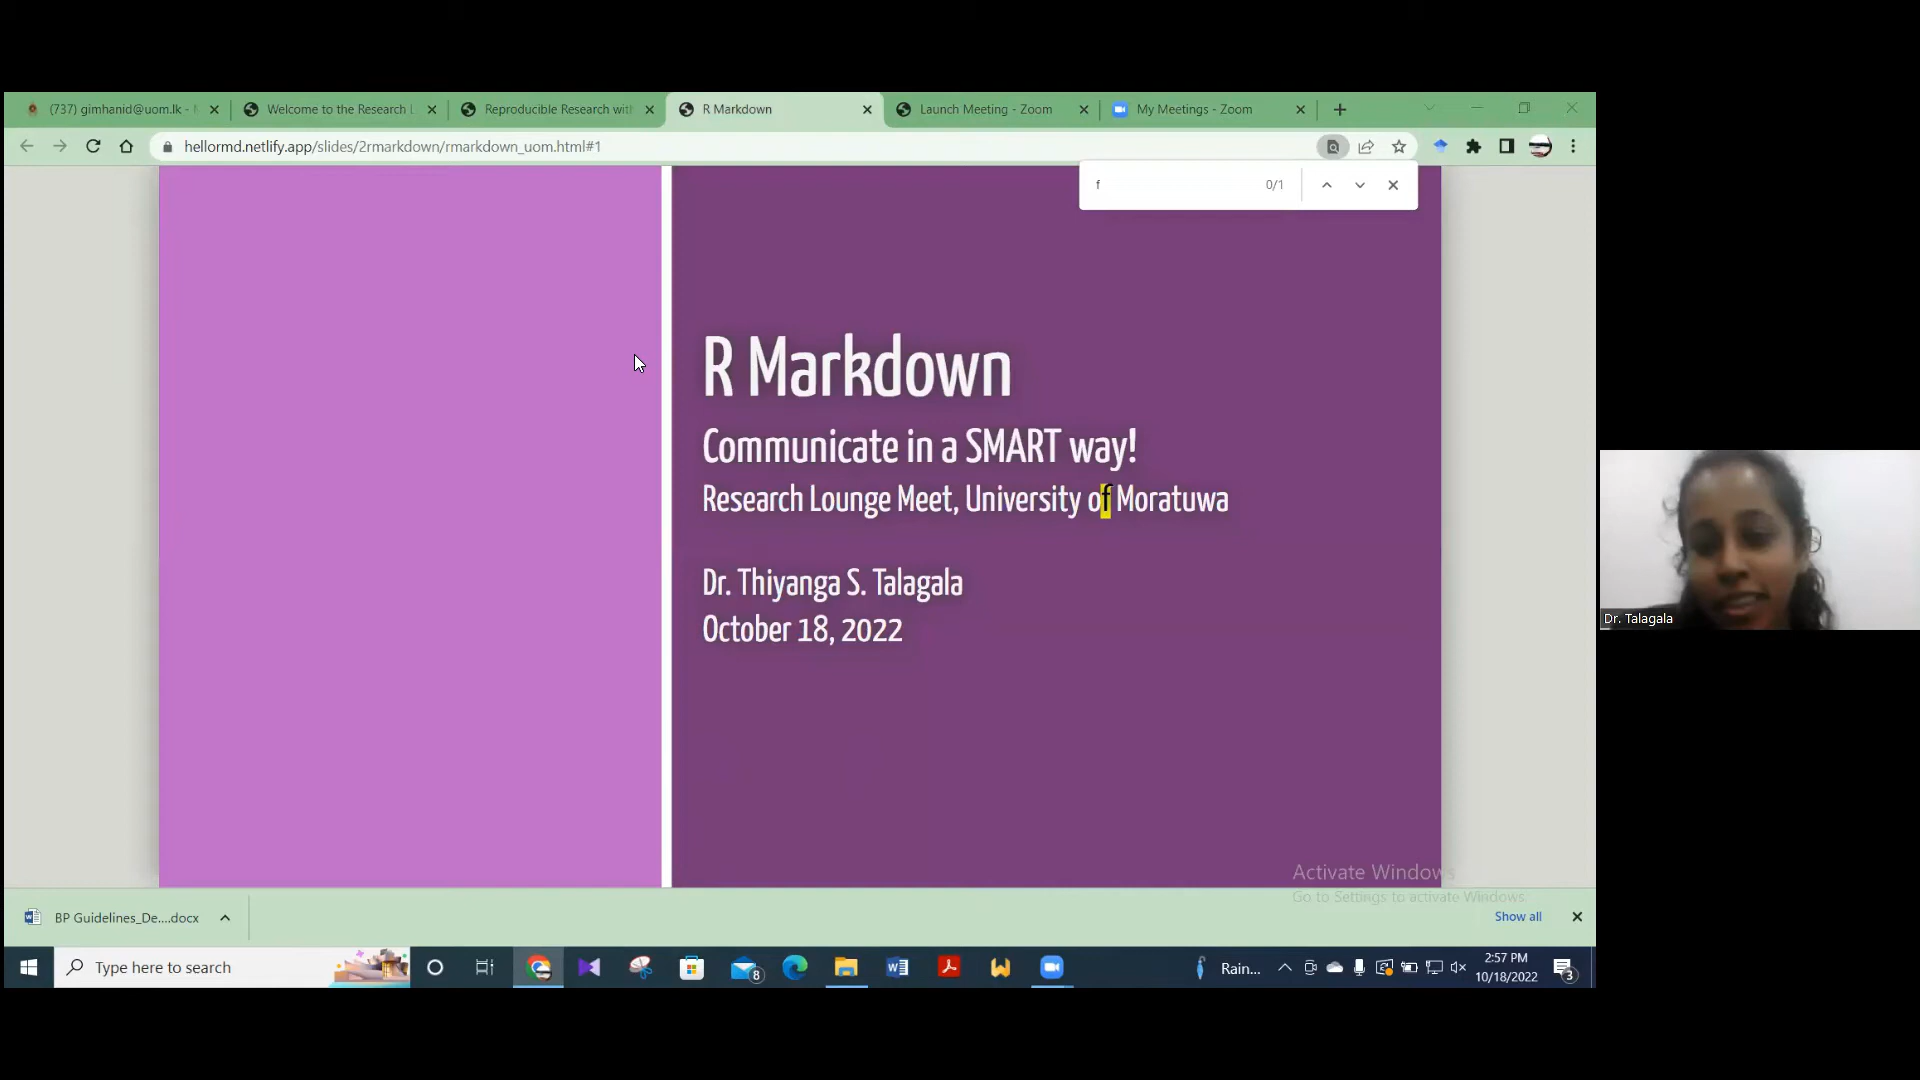 (737) gimhanid@uom.lk -
Welcome to the Research
Reproducible Research with
R Markdown
Launch Meeting - Zoom
My Meetings - Zoom
hellormd.netlify.app/slides/2rmarkdown/rmarkdown_uom.html#1
f
0/1
R Markdown
Communicate in a SMART way!
Research Lounge Meet, University of Moratuwa
Dr. Thiyanga S. Talagala
October 18, 2022
Dr. Talagala
Activate Windows
Go to Settings to activate Windows.
BP Guidelines_De....docx
Show all
Type here to search
8
Rain...
2:57 PM
10/18/2022
3